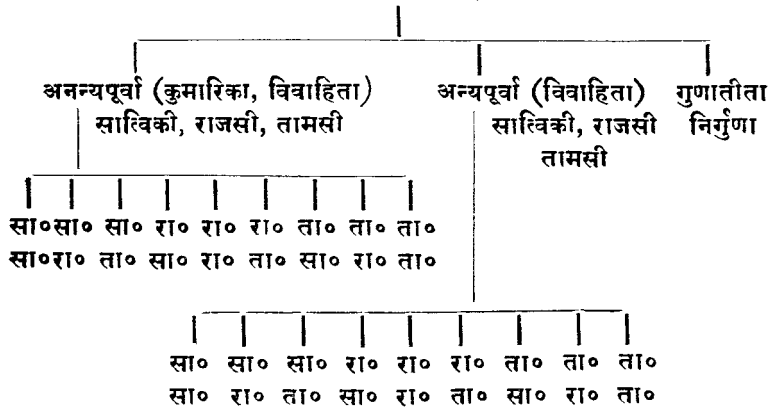 अनन्यपूर्वा (कुमारिका, विवाहिता) अन्यपूर्वा (विवाहिता) गुणातीता
सात्विकी, राजसी, तामसी सात्विकी, राजसी निर्गुणा
तामसी
सा० सा० सा० रा० रा० रा० ता० ता० ता०
सा० रा० ता० सा० रा० ता० सा० रा० ता०
सा० सा० सा० रा० रा० रा० ता० ता० ता०
सा० रा० ता० सा० रा० ता० सा० रा० ता०